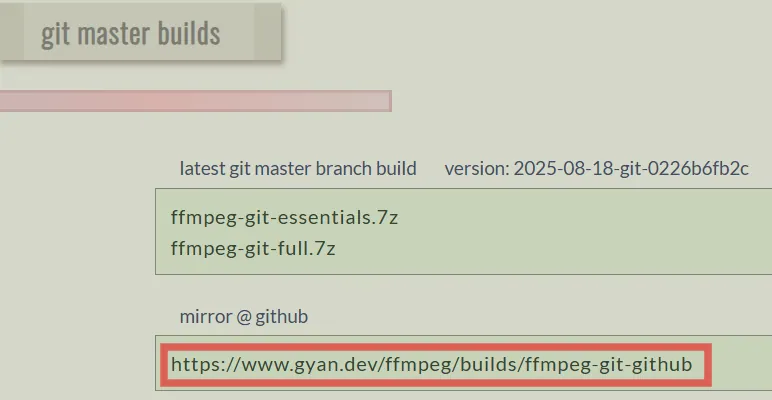 git master builds
latest git master branch build version: 2025-08-18-git-0226b6fb2c
ffmpeg-git-essentials.7z
ffmpeg-git-full.7z
mirror @ github
https://www.gyan.dev/ffmpeg/builds/ffmpeg-git-github